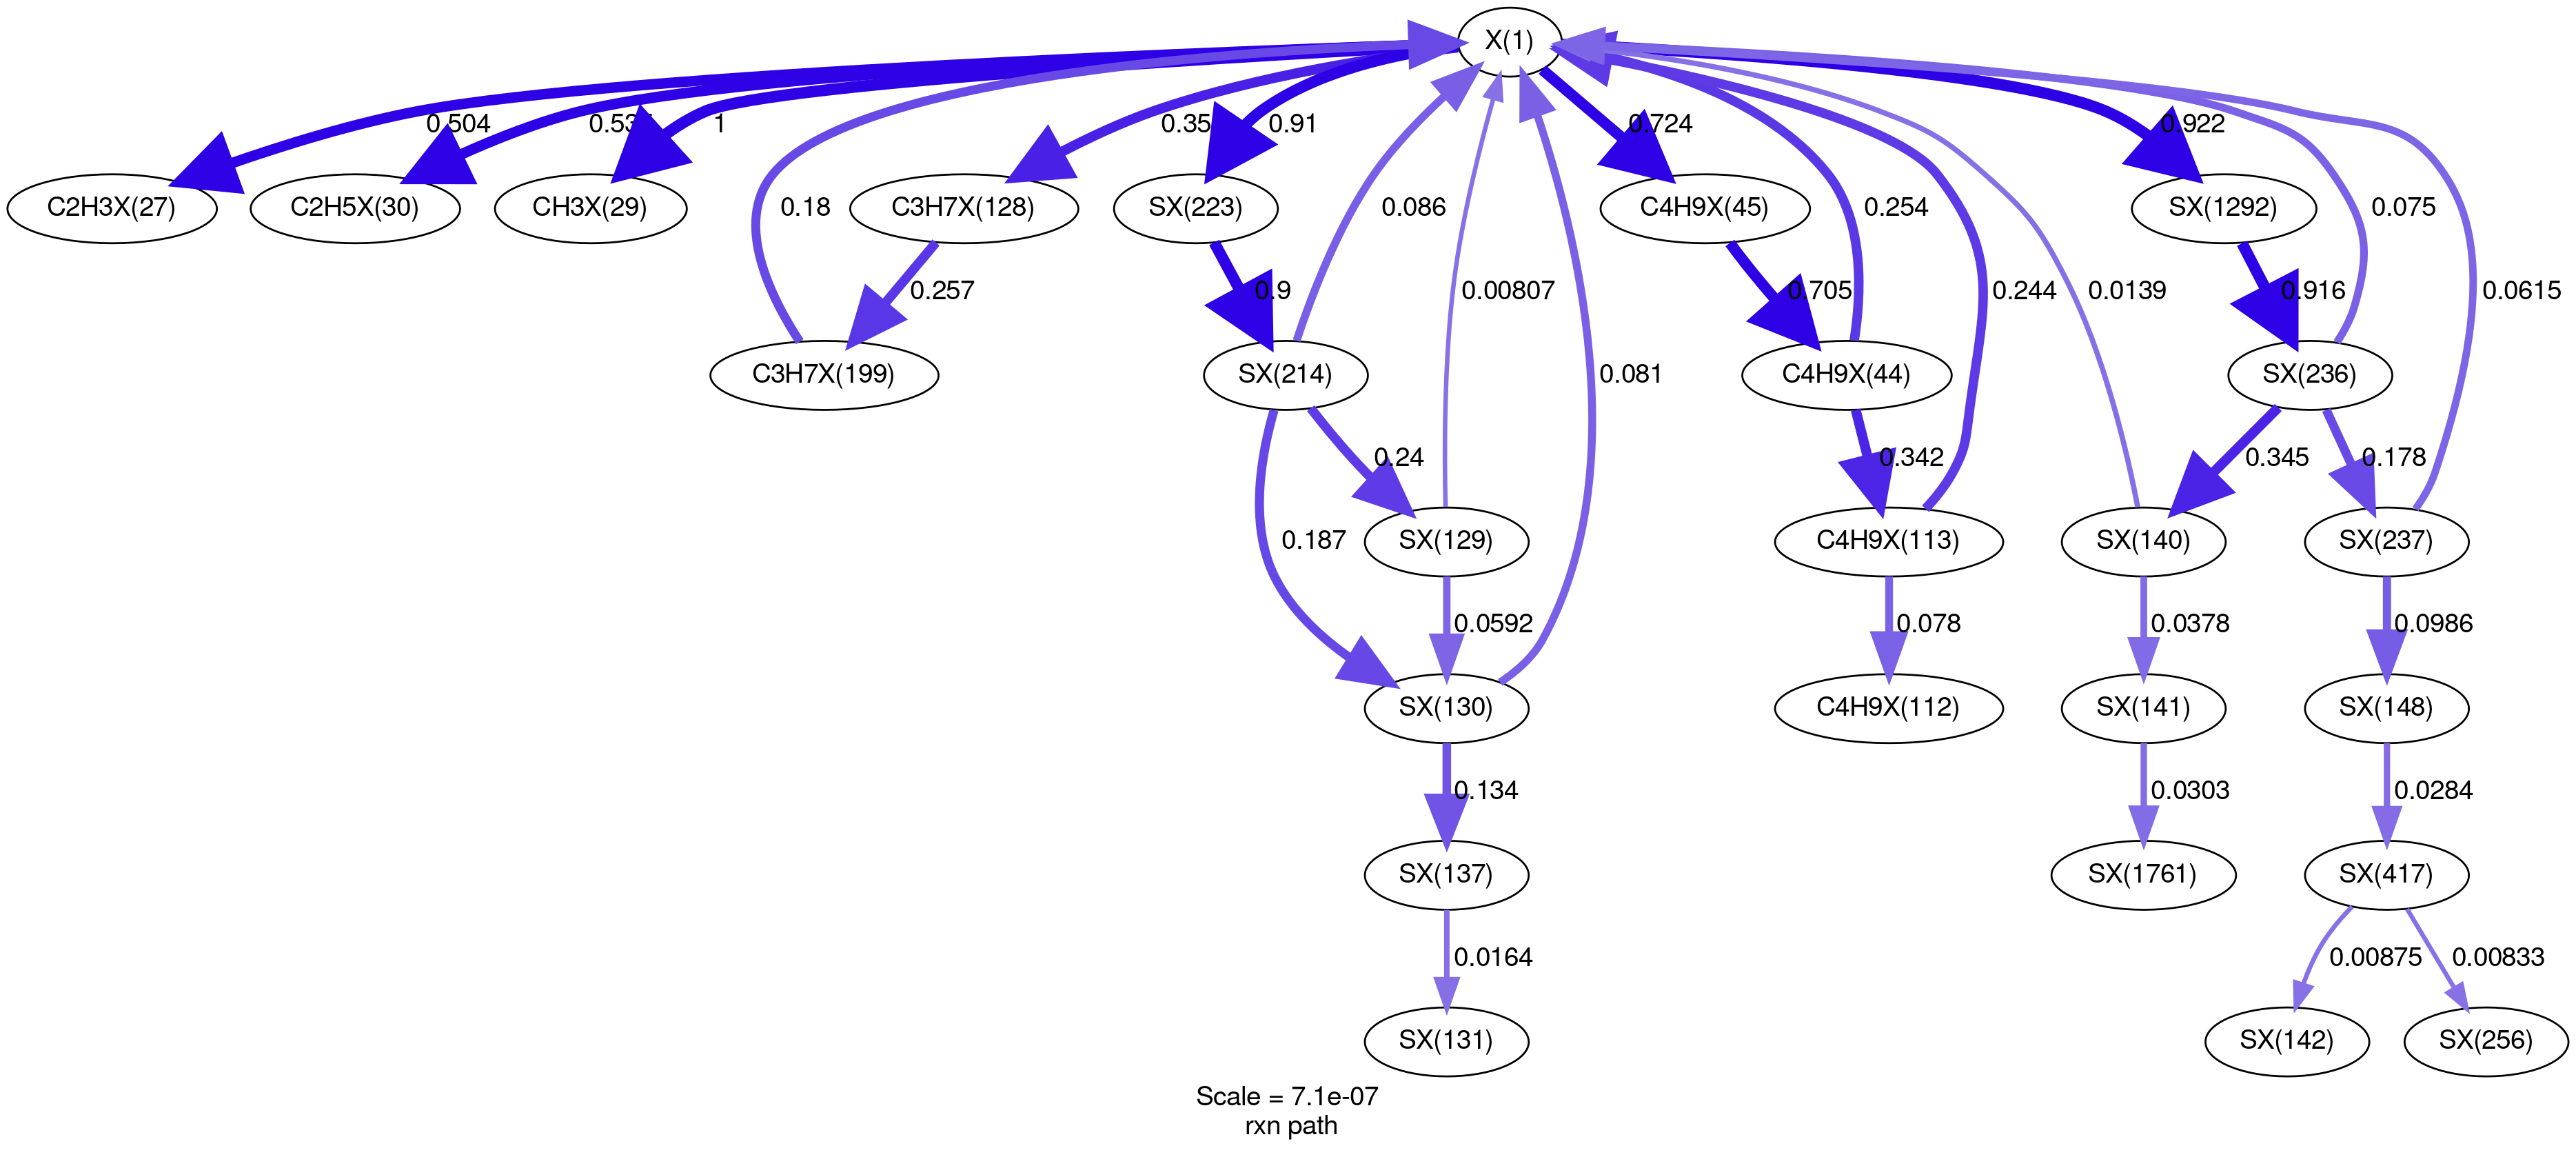 X(1)
0.504
1
0.35
0.91
0.724
0.922
C2H3X(27)
C2H5X(30)
CH3X(29)
0.18
C3H7X(128)
SX(223)
0.086
C4H9X(45)
0.254
SX(1292)
0.075
0.257
0.9
0.00807
0.705
0.244
0.0139
0.916
0.0615
C3H7X(199)
SX(214)
0.081
C4H9X(44)
SX(236)
0.24
0.342
0.345
0.178
0.187
SX(129)
C4H9X(113)
SX(140)
SX(237)
0.0592
0.078
0.0378
0.0986
SX(130)
C4H9X(112)
SX(141)
SX(148)
0.134
0.0303
0.0284
SX(137)
SX(1761)
SX(417)
0.0164
0.00875
0.00833
SX(131)
SX(142)
SX(256)
Scale = 7.1e-07
rxn path